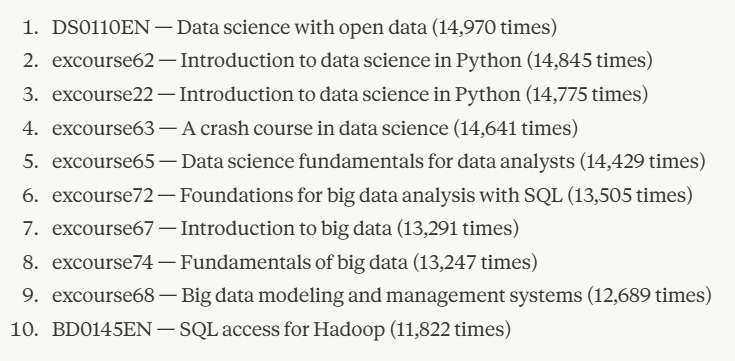 1. DS0110EN — Data science with open data (14,970 times)
2. excourse62 — Introduction to data science in Python (14,845 times)
3. excourse22 — Introduction to data science in Python (14,775 times)
4. excourse63 — A crash course in data science (14,641 times)
5. excourse65 — Data science fundamentals for data analysts (14,429 times)
6. excourse72 — Foundations for big data analysis with SQL (13,505 times)
7. excourse67 — Introduction to big data (13,291 times)
8. excourse74 — Fundamentals of big data (13,247 times)
9. excourse68 — Big data modeling and management systems (12,689 times)
10. BD0145EN — SQL access for Hadoop (11,822 times)